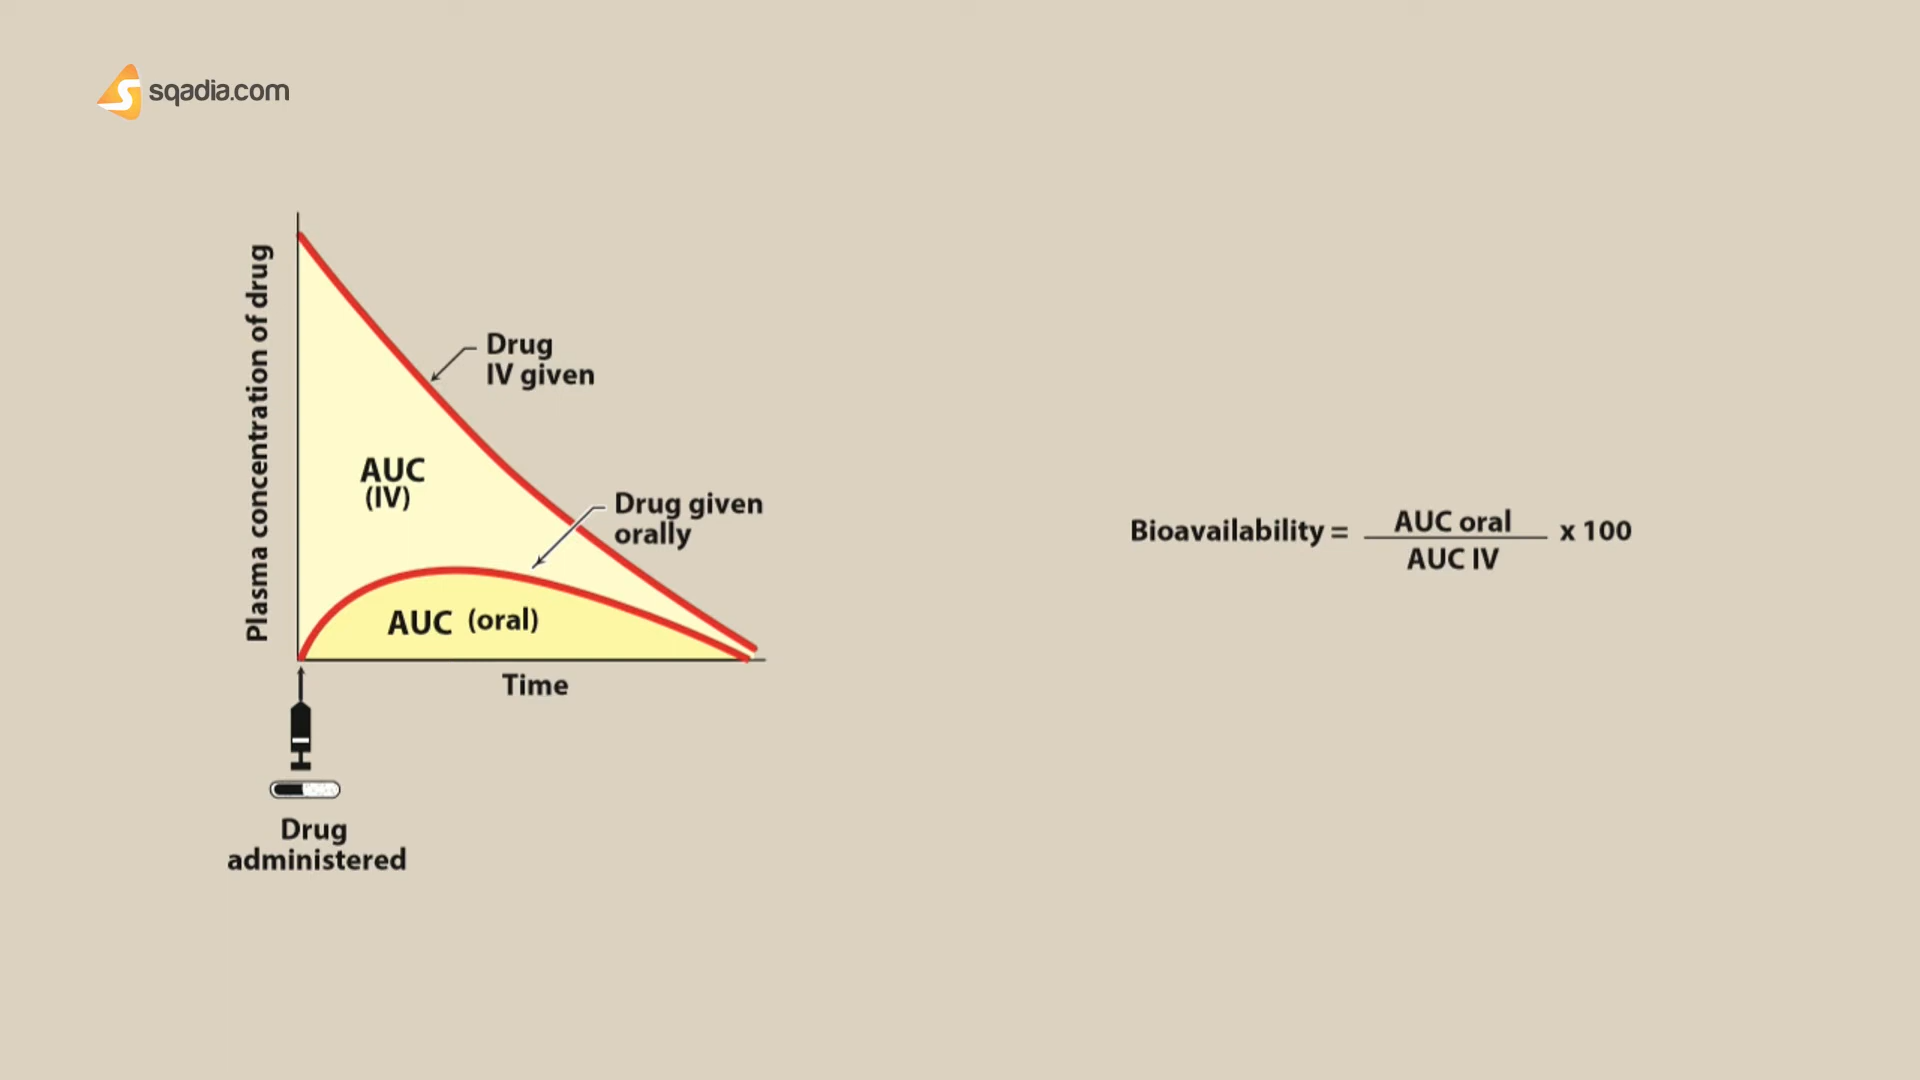 sqadia.com
Plasma concentration of drug
Drug
IV given
AUC
(IV)
Drug given
orally
AUC (oral)
Time
Drug
administered
Bioavailability = AUC oral x 100
AUC IV